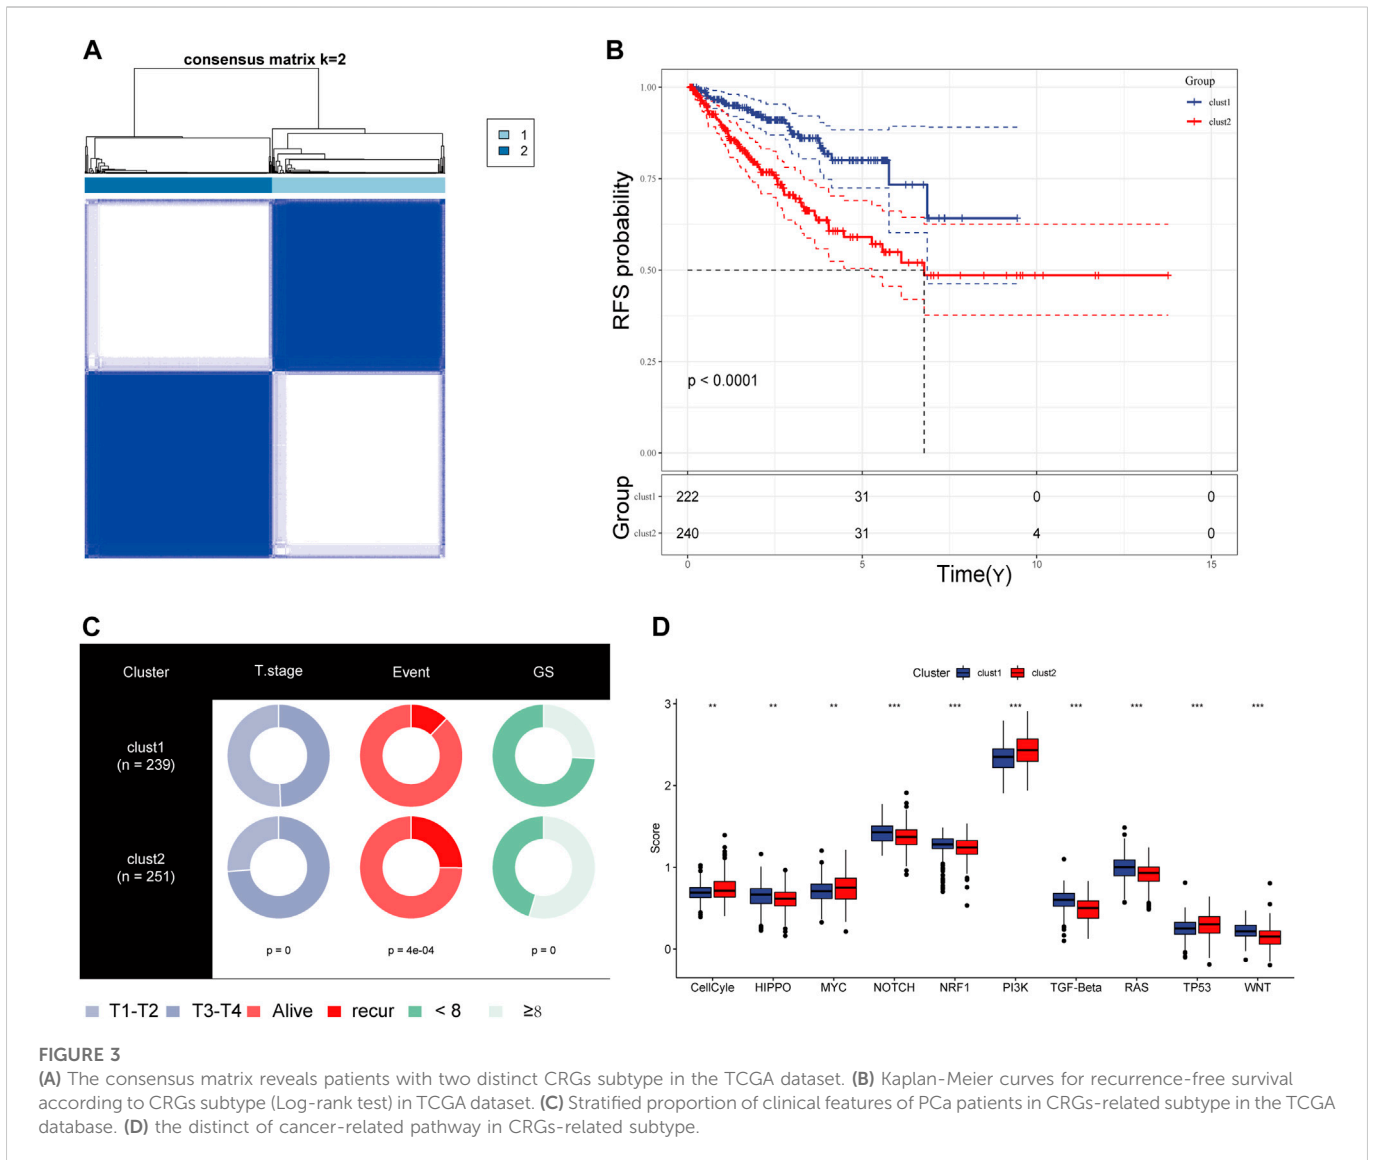 A
consensus matrix k=2
1
2
B
Group
clust1
clust2
1.00
0.75
0.50
0.25
0.00
RFS probability
p < 0.0001
Group
clust1 222 31 0 0
clust2 240 31 4 0
0 5 10 15
Time(Y)
C
Cluster T.stage Event GS
clust1
(n = 239)
clust2
(n = 251)
p = 0 p = 4e-04 p = 0
T1-T2 T3-T4 Alive recur < 8 ≥8
D
Cluster clust1 clust2
** ** ** *** *** *** *** *** *** ***
3
2
1
0
Score
CellCyle HIPPO MYC NOTCH NRF1 PI3K TGF-Beta RAS TP53 WNT
FIGURE 3
(A) The consensus matrix reveals patients with two distinct CRGs subtype in the TCGA dataset. (B) Kaplan-Meier curves for recurrence-free survival
according to CRGs subtype (Log-rank test) in TCGA dataset. (C) Stratified proportion of clinical features of PCa patients in CRGs-related subtype in the TCGA
database. (D) the distinct of cancer-related pathway in CRGs-related subtype.